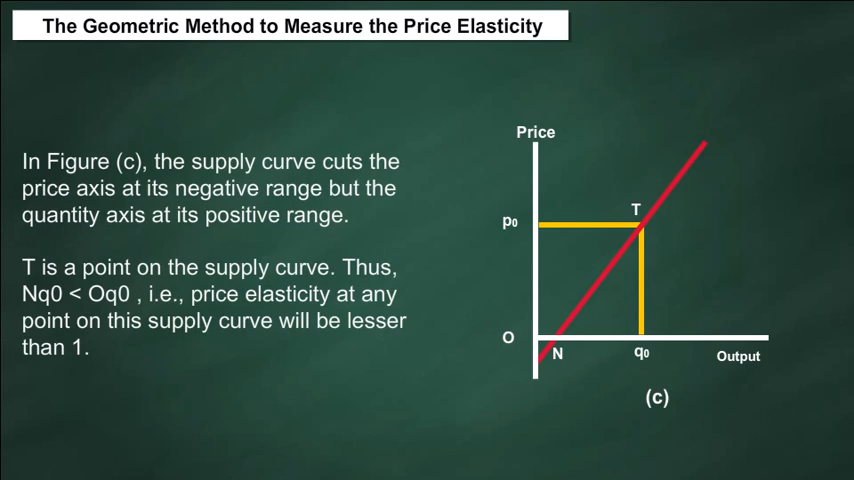 The Geometric Method to Measure the Price Elasticity
In Figure (c), the supply curve cuts the
price axis at its negative range but the
quantity axis at its positive range.
T is a point on the supply curve. Thus,
Nq0 < Oq0 , i.e., price elasticity at any
point on this supply curve will be lesser
than 1.
Price
T
p₀
O
N
q₀
Output
(c)